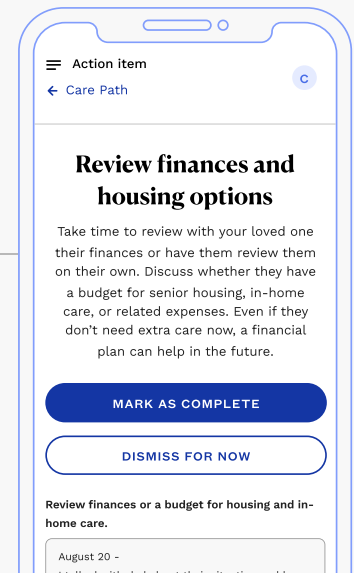 Action item
Care Path
C
Review finances and
housing options
Take time to review with your loved one
their finances or have them review them
on their own. Discuss whether they have
a budget for senior housing, in-home
care, or related expenses. Even if they
don’t need extra care now, a financial
plan can help in the future.
MARK AS COMPLETE
DISMISS FOR NOW
Review finances or a budget for housing and in-
home care.
August 20 -